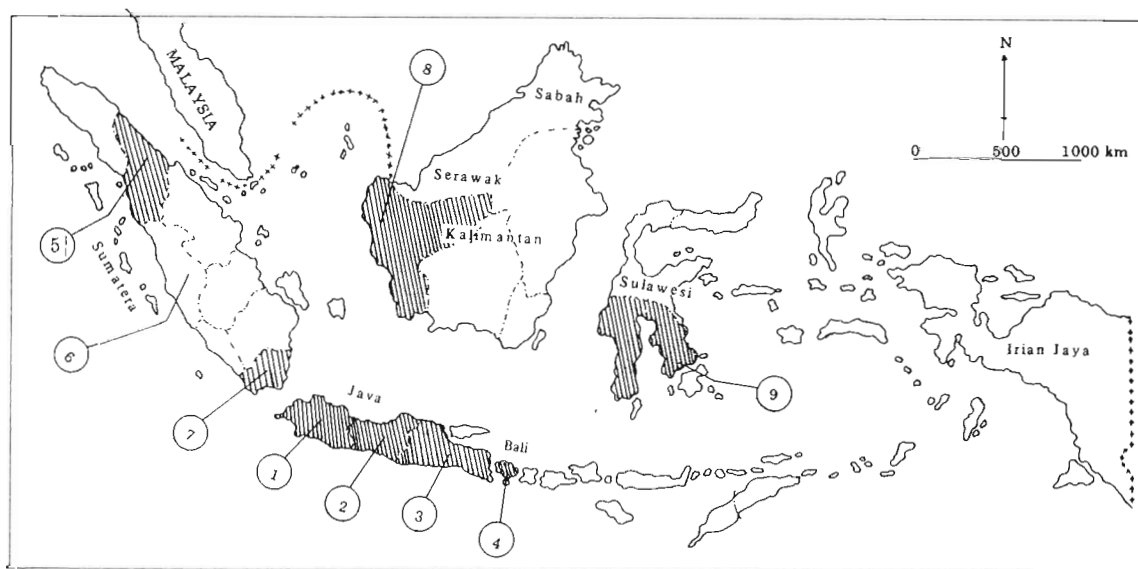 MALAYSIA
8
Sabah
N
0 500 1000 km
Serawak
Kalimantan
5
Sumatera
Sulawesi
Irian Jaya
6
Java
9
7
Bali
1
2
3
4